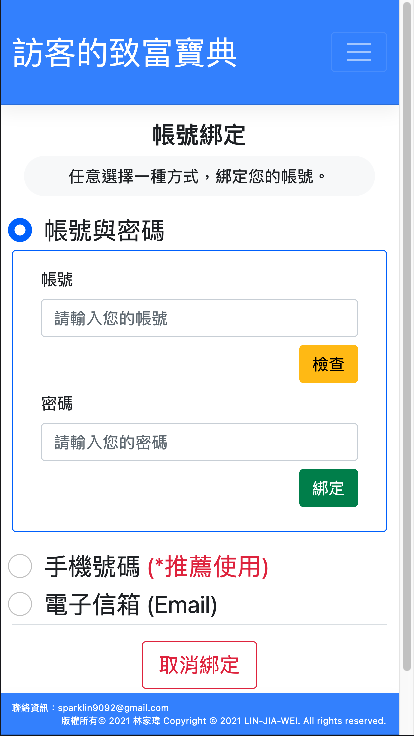 訪客的致富寶典
帳號綁定
任意選擇一種方式，綁定您的帳號。
帳號與密碼
帳號
請輸入您的帳號
檢查
密碼
請輸入您的密碼
綁定
手機號碼 (*推薦使用)
電子信箱 (Email)
取消綁定
聯絡資訊：sparklin9092@gmail.com
版權所有© 2021 林家瑋 Copyright © 2021 LIN-JIA-WEI. All rights reserved.